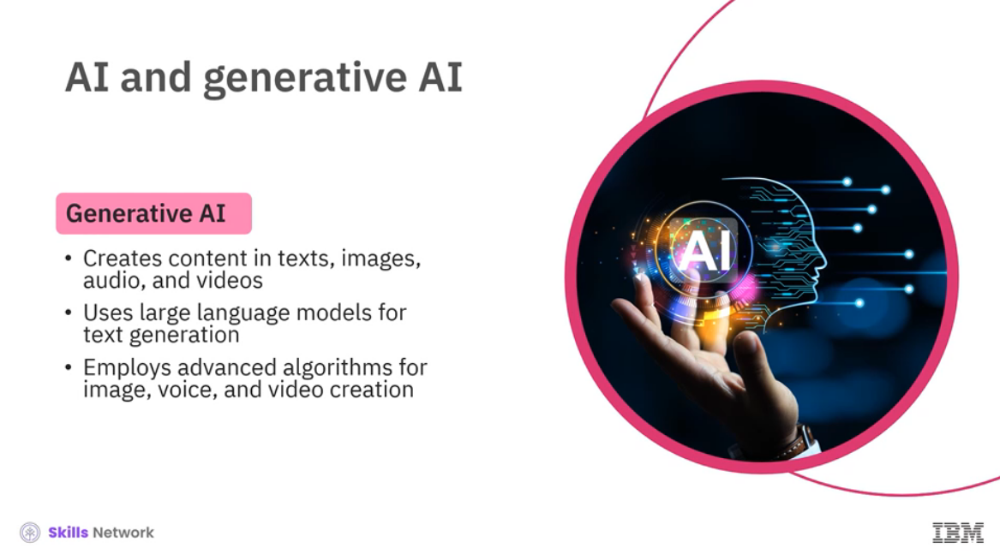 AI and generative AI
Generative AI
• Creates content in texts, images,
audio, and videos
• Uses large language models for
text generation
• Employs advanced algorithms for
image, voice, and video creation
AI
Skills Network
IBM